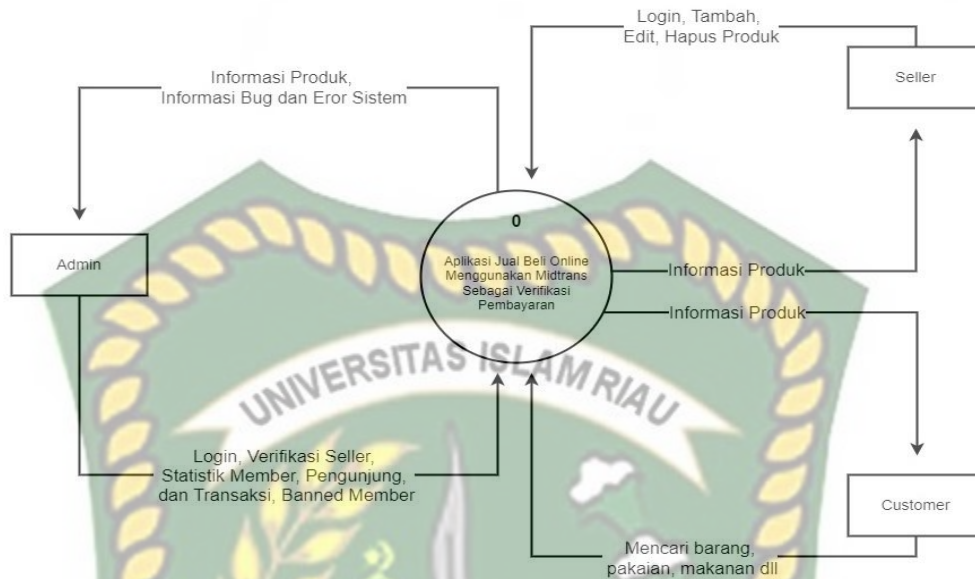 Login, Tambah,
Edit, Hapus Produk
Seller
Informasi Produk,
Informasi Bug dan Eror Sistem
0
Admin
Aplikasi Jual Beli Online
Menggunakan Midtrans
Sebagai Verifikasi
Pembayaran
Informasi Produk
Informasi Produk
UNIVERSITAS ISLAM RIAU
Login, Verifikasi Seller,
Statistik Member, Pengunjung,
dan Transaksi, Banned Member
Customer
Mencari barang,
pakaian, makanan dll